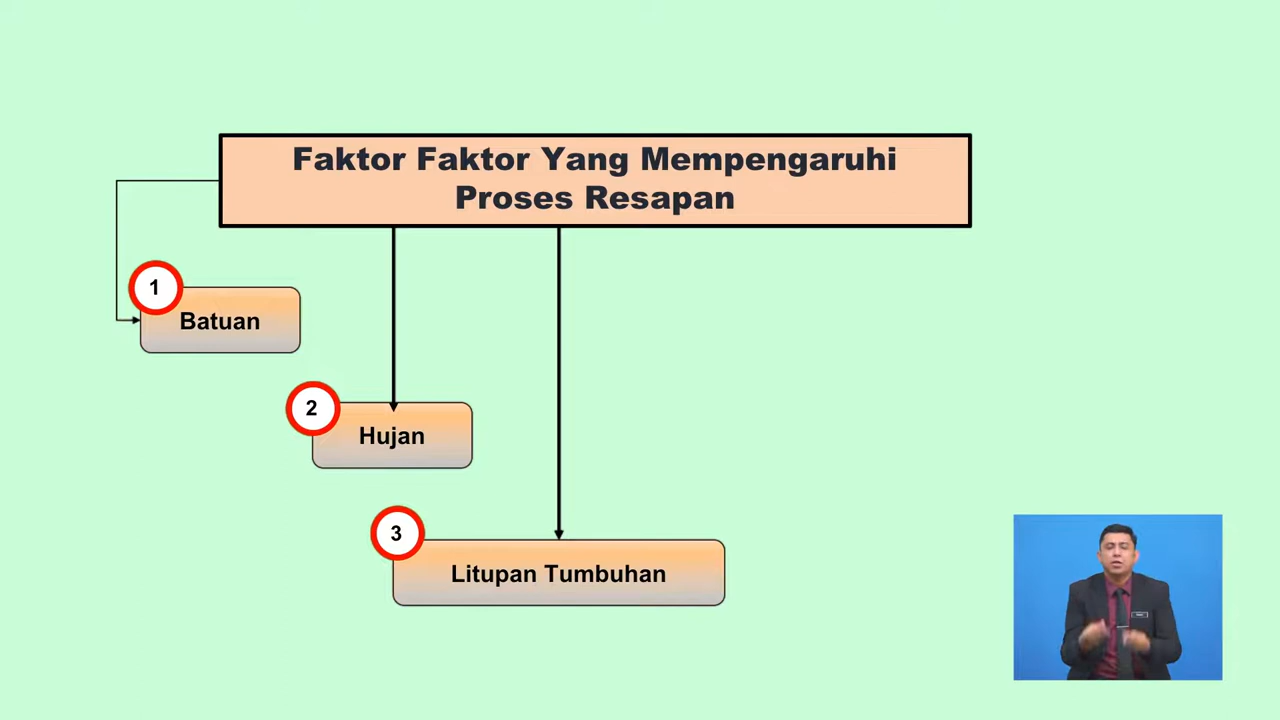 Faktor Faktor Yang Mempengaruhi
Proses Resapan
1
Batuan
2
Hujan
3
Litupan Tumbuhan